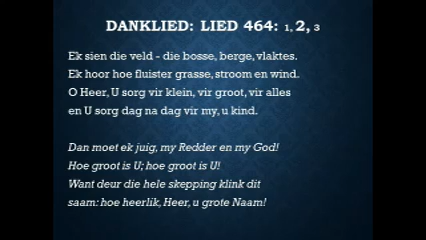 DANKLIED: LIED 464: 1, 2, 3
Ek sien die veld - die bosse, berge, vlaktes.
Ek hoor hoe fluister grasse, stroom en wind.
O Heer, U sorg vir klein, vir groot, vir alles
en U sorg dag na dag vir my, u kind.
Dan moet ek juig, my Redder en my God!
Hoe groot is U; hoe groot is U!
Want deur die hele skepping klink dit
saam: hoe heerlik, Heer, u grote Naam!